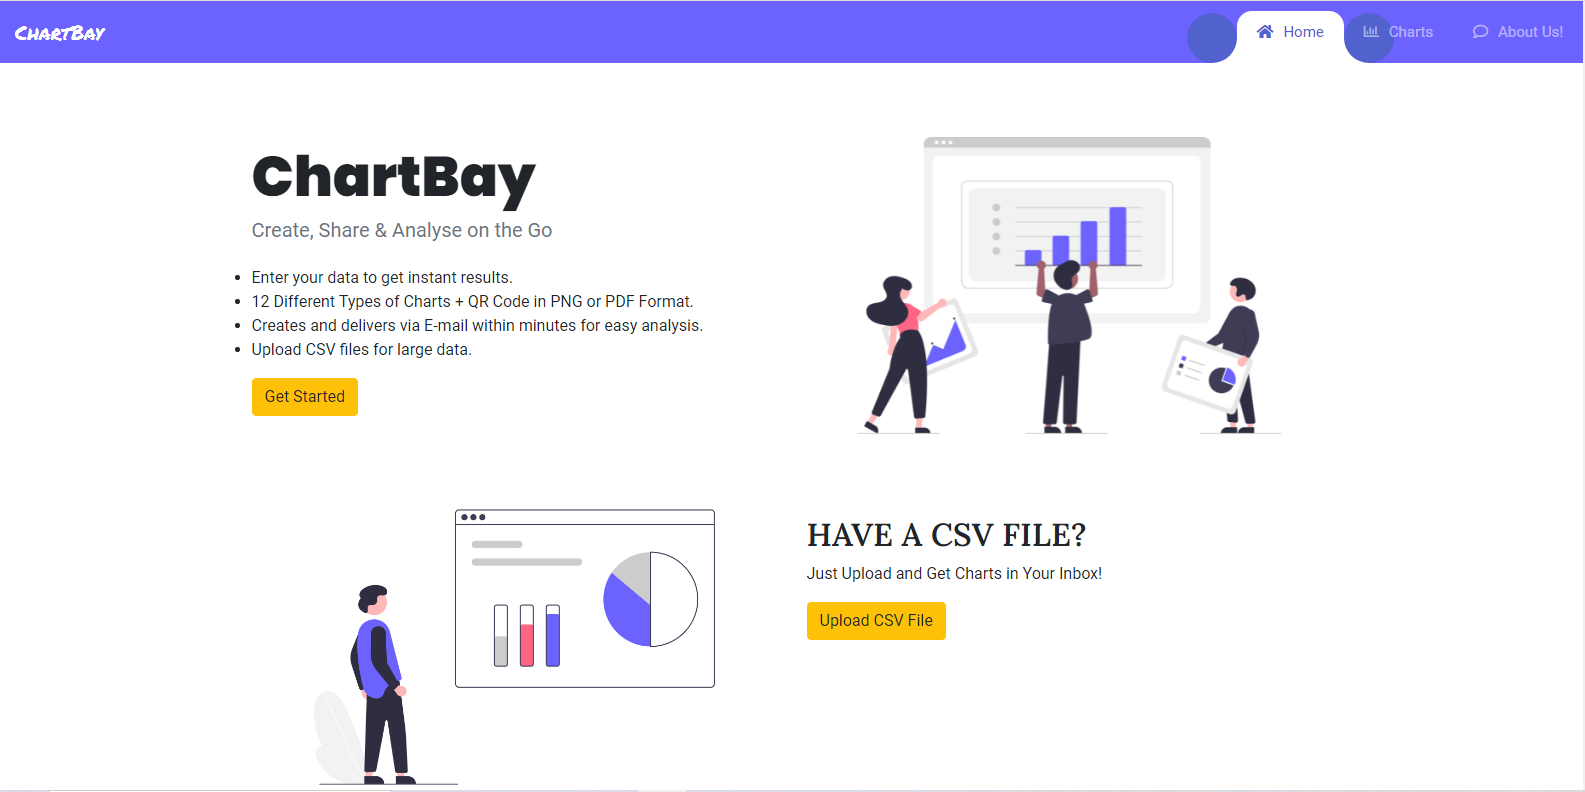 ChartBay
Home
Charts
About Us!
ChartBay
Create, Share & Analyse on the Go
Enter your data to get instant results.
12 Different Types of Charts + QR Code in PNG or PDF Format.
Creates and delivers via E-mail within minutes for easy analysis.
Upload CSV files for large data.
Get Started
HAVE A CSV FILE?
Just Upload and Get Charts in Your Inbox!
Upload CSV File